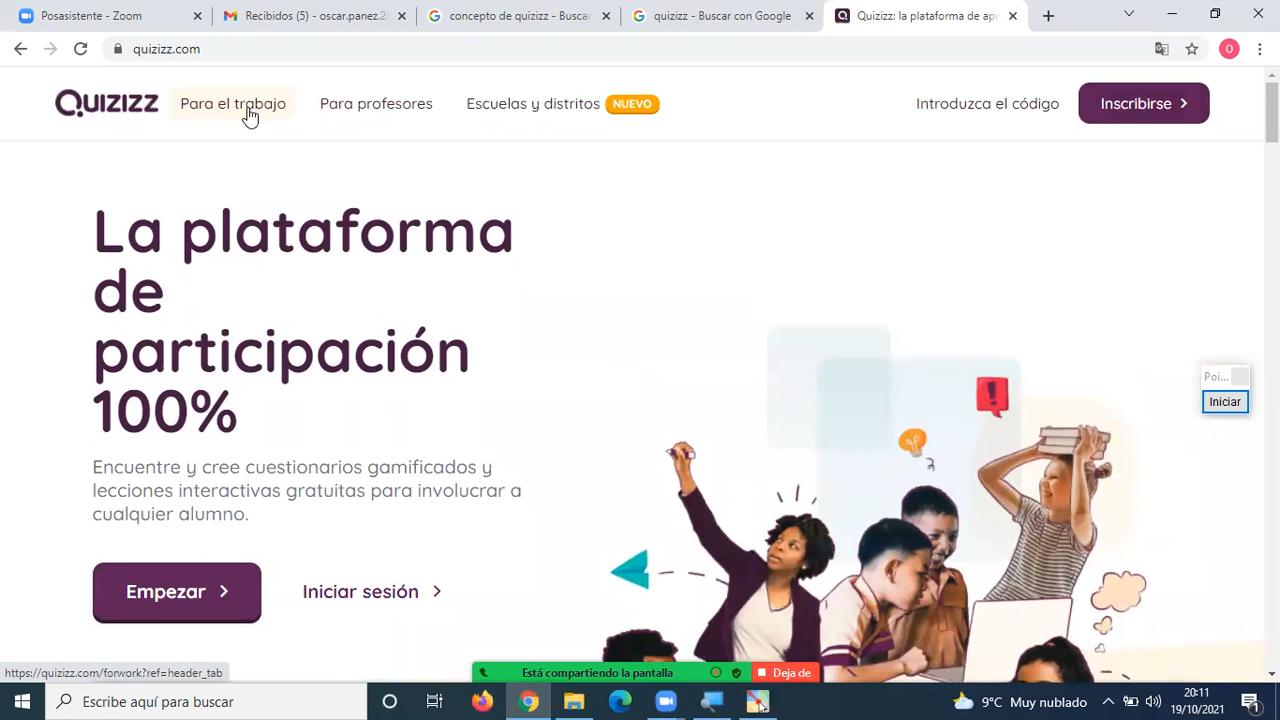 Posasistente - Zoom
Recibidos (5) - oscar.panez.2
concepto de quizizz - Buscar
quizizz - Buscar con Google
Quizizz: la plataforma de apr
quizizz.com
O
Quizizz
Para el trabajo
Para profesores
Escuelas y distritos NUEVO
Introduzca el código
Inscribirse
La plataforma
de
participación
100%
Encuentre y cree cuestionarios gamificados y
lecciones interactivas gratuitas para involucrar a
cualquier alumno.
Empezar
Iniciar sesión
Poi...
Iniciar
https://quizizz.com/forwork?ref=header_tab
Está compartiendo la pantalla
Deja de
Escribe aquí para buscar
9°C Muy nublado
20:11
19/10/2021
1